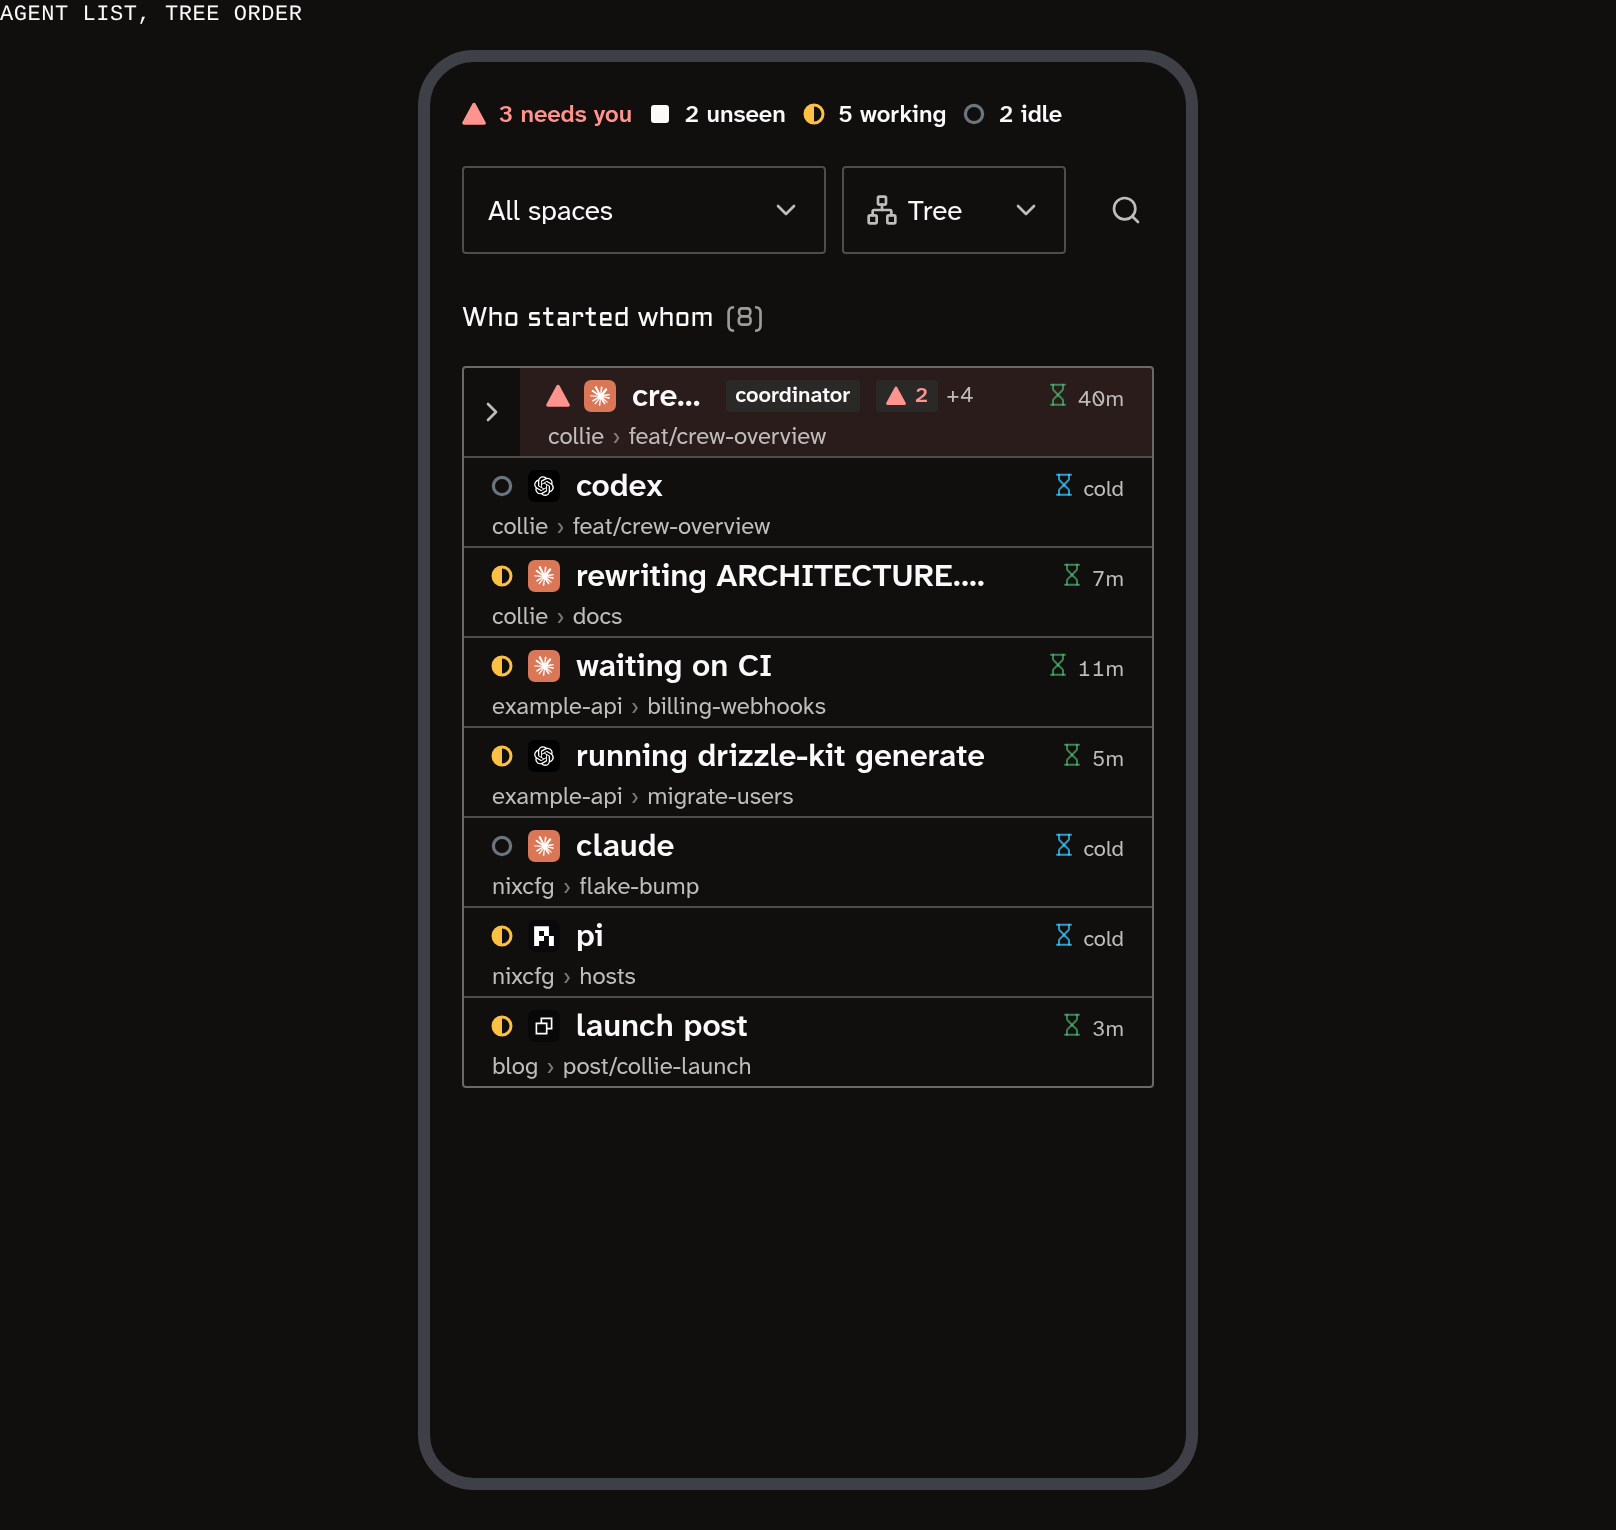 AGENT LIST, TREE ORDER
3 needs you 2 unseen 5 working 2 idle
All spaces Tree
Who started whom (8)
cre... coordinator 2 +4 40m
collie › feat/crew-overview
codex cold
collie › feat/crew-overview
rewriting ARCHITECTURE.... 7m
collie › docs
waiting on CI 11m
example-api › billing-webhooks
running drizzle-kit generate 5m
example-api › migrate-users
claude cold
nixcfg › flake-bump
pi cold
nixcfg › hosts
launch post 3m
blog › post/collie-launch